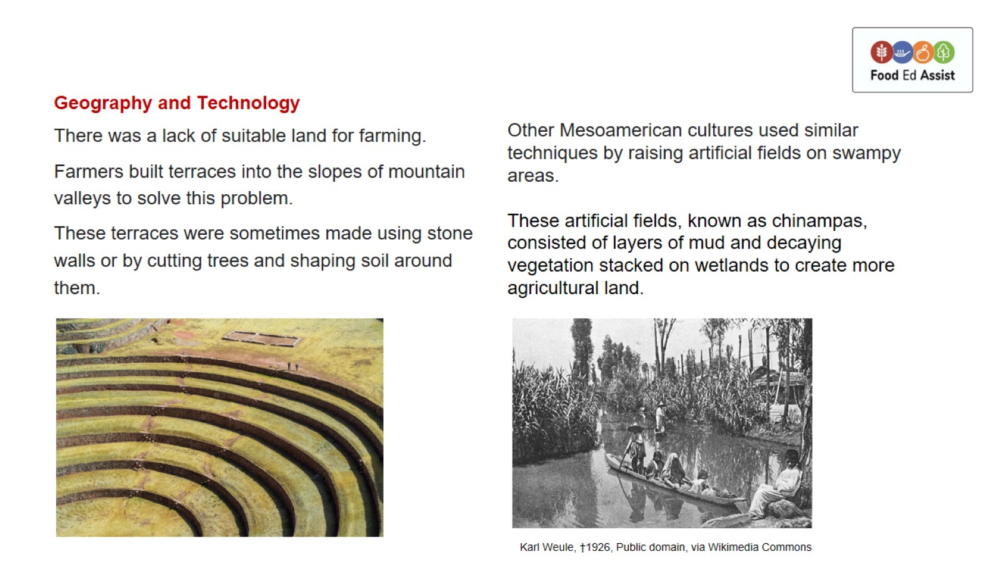 Food Ed Assist
Geography and Technology
There was a lack of suitable land for farming.
Farmers built terraces into the slopes of mountain
valleys to solve this problem.
These terraces were sometimes made using stone
walls or by cutting trees and shaping soil around
them.
Other Mesoamerican cultures used similar
techniques by raising artificial fields on swampy
areas.
These artificial fields, known as chinampas,
consisted of layers of mud and decaying
vegetation stacked on wetlands to create more
agricultural land.
Karl Weule, †1926, Public domain, via Wikimedia Commons